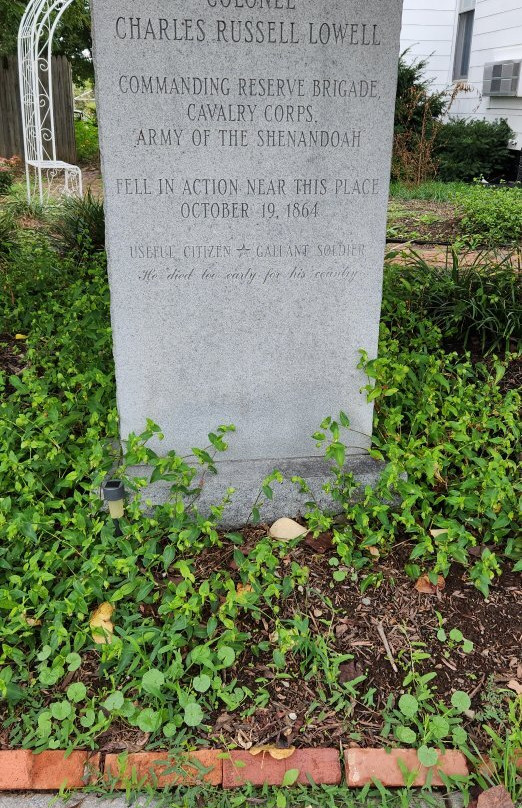 COLONEL
CHARLES RUSSELL LOWELL
COMMANDING RESERVE BRIGADE,
CAVALRY CORPS,
ARMY OF THE SHENANDOAH
FELL IN ACTION NEAR THIS PLACE
OCTOBER 19, 1864
USEFUL CITIZEN ☆ GALLANT SOLDIER
He died too early for his country